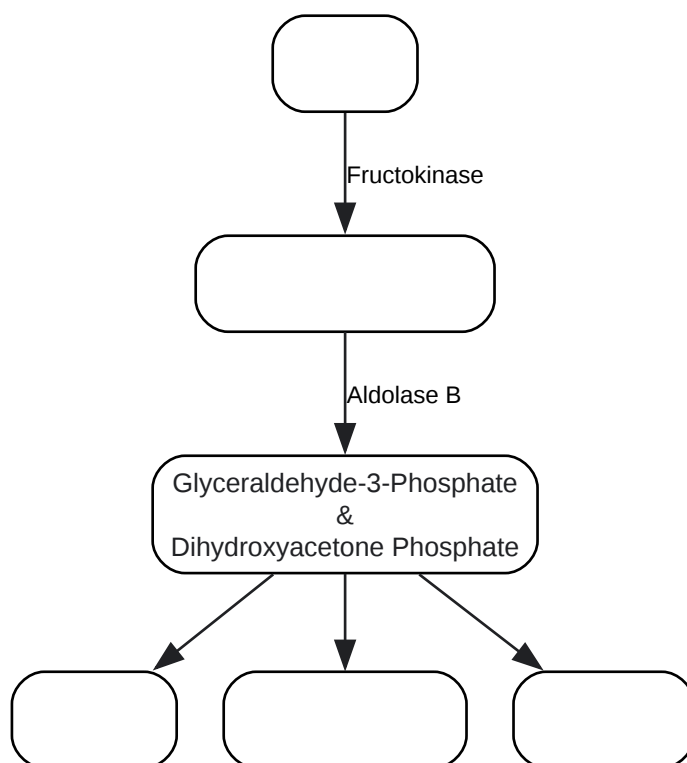 Fructokinase
Aldolase B
Glyceraldehyde-3-Phosphate
&
Dihydroxyacetone Phosphate